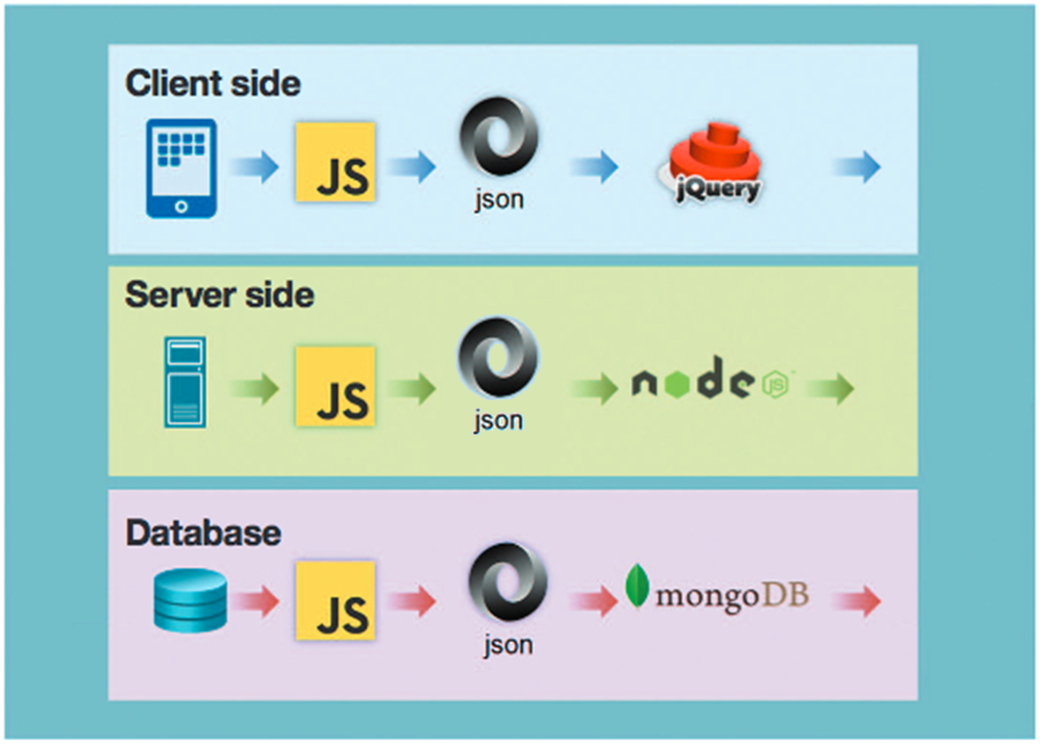 Client side
JS
json
jQuery
Server side
JS
json
node
JS
Database
JS
json
mongoDB